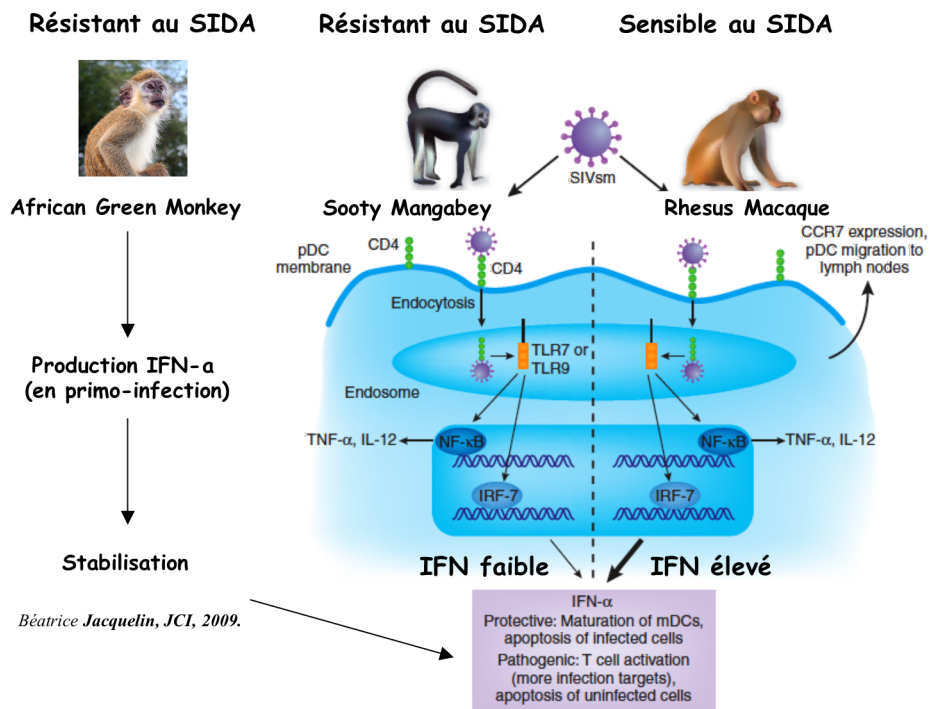 Résistant au SIDA
Résistant au SIDA
Sensible au SIDA
SIVsm
African Green Monkey
Sooty Mangabey
Rhesus Macaque
CCR7 expression,
pDC migration to
lymph nodes
pDC
membrane
CD4
CD4
Endocytosis
TLR7 or
TLR9
Production IFN-a
(en primo-infection)
Endosome
TNF-α, IL-12
NF-κB
NF-κB
TNF-α, IL-12
IRF-7
IRF-7
Stabilisation
IFN faible
IFN élevé
Béatrice Jacquelin, JCI, 2009.
IFN-α
Protective: Maturation of mDCs,
apoptosis of infected cells
Pathogenic: T cell activation
(more infection targets),
apoptosis of uninfected cells